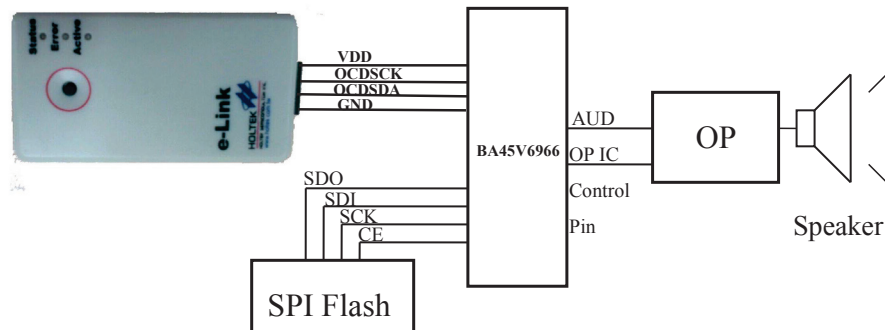 Status
Error
Active
e-Link
HOLTEK
VDD
OCDSCK
OCDSDA
GND
BA45V6966
AUD
OP IC
Control
Pin
OP
Speaker
SDO
SDI
SCK
CE
SPI Flash